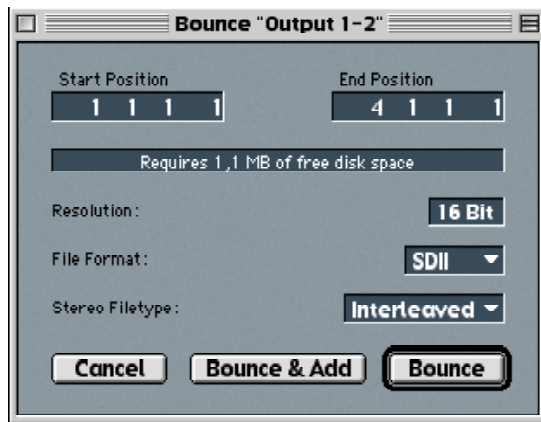 Bounce "Output 1-2"
Start Position End Position
1 1 1 1 4 1 1 1
Requires 1,1 MB of free disk space
Resolution: 16 Bit
File Format: SDII
Stereo Filetype: Interleaved
Cancel Bounce & Add Bounce